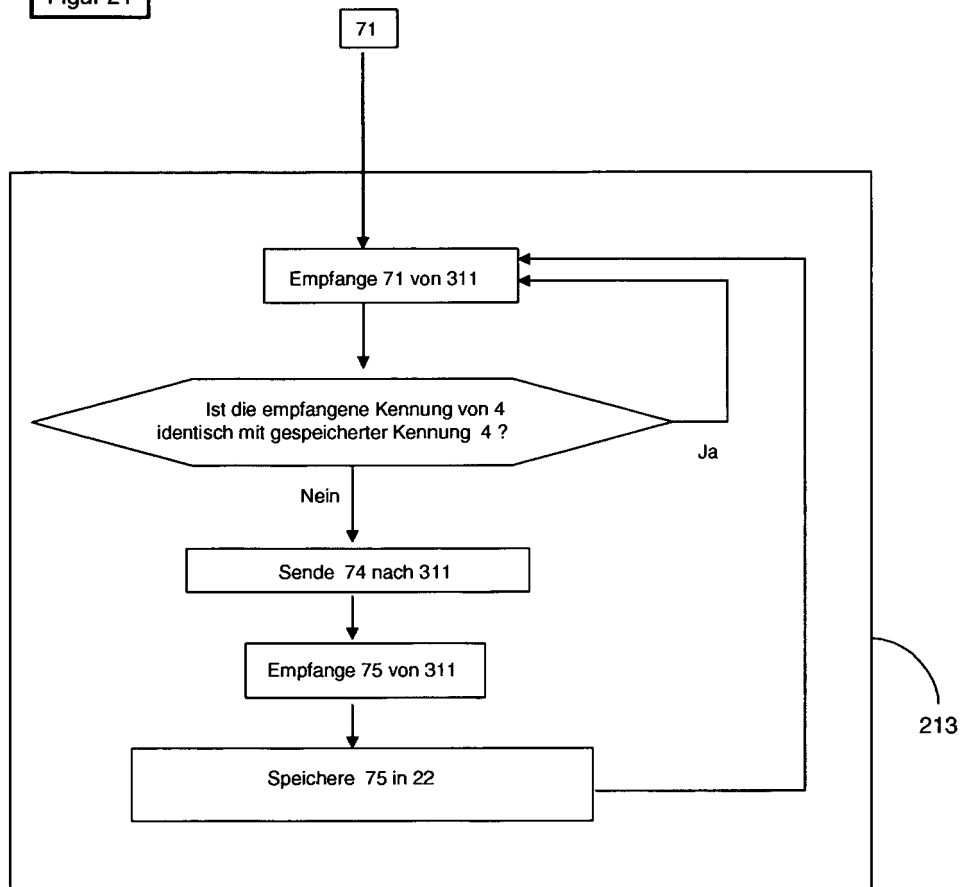 Figur 21
71
Empfange 71 von 311
Ist die empfangene Kennung von 4
identisch mit gespeicherter Kennung 4 ?
Ja
Nein
Sende 74 nach 311
Empfange 75 von 311
213
Speichere 75 in 22